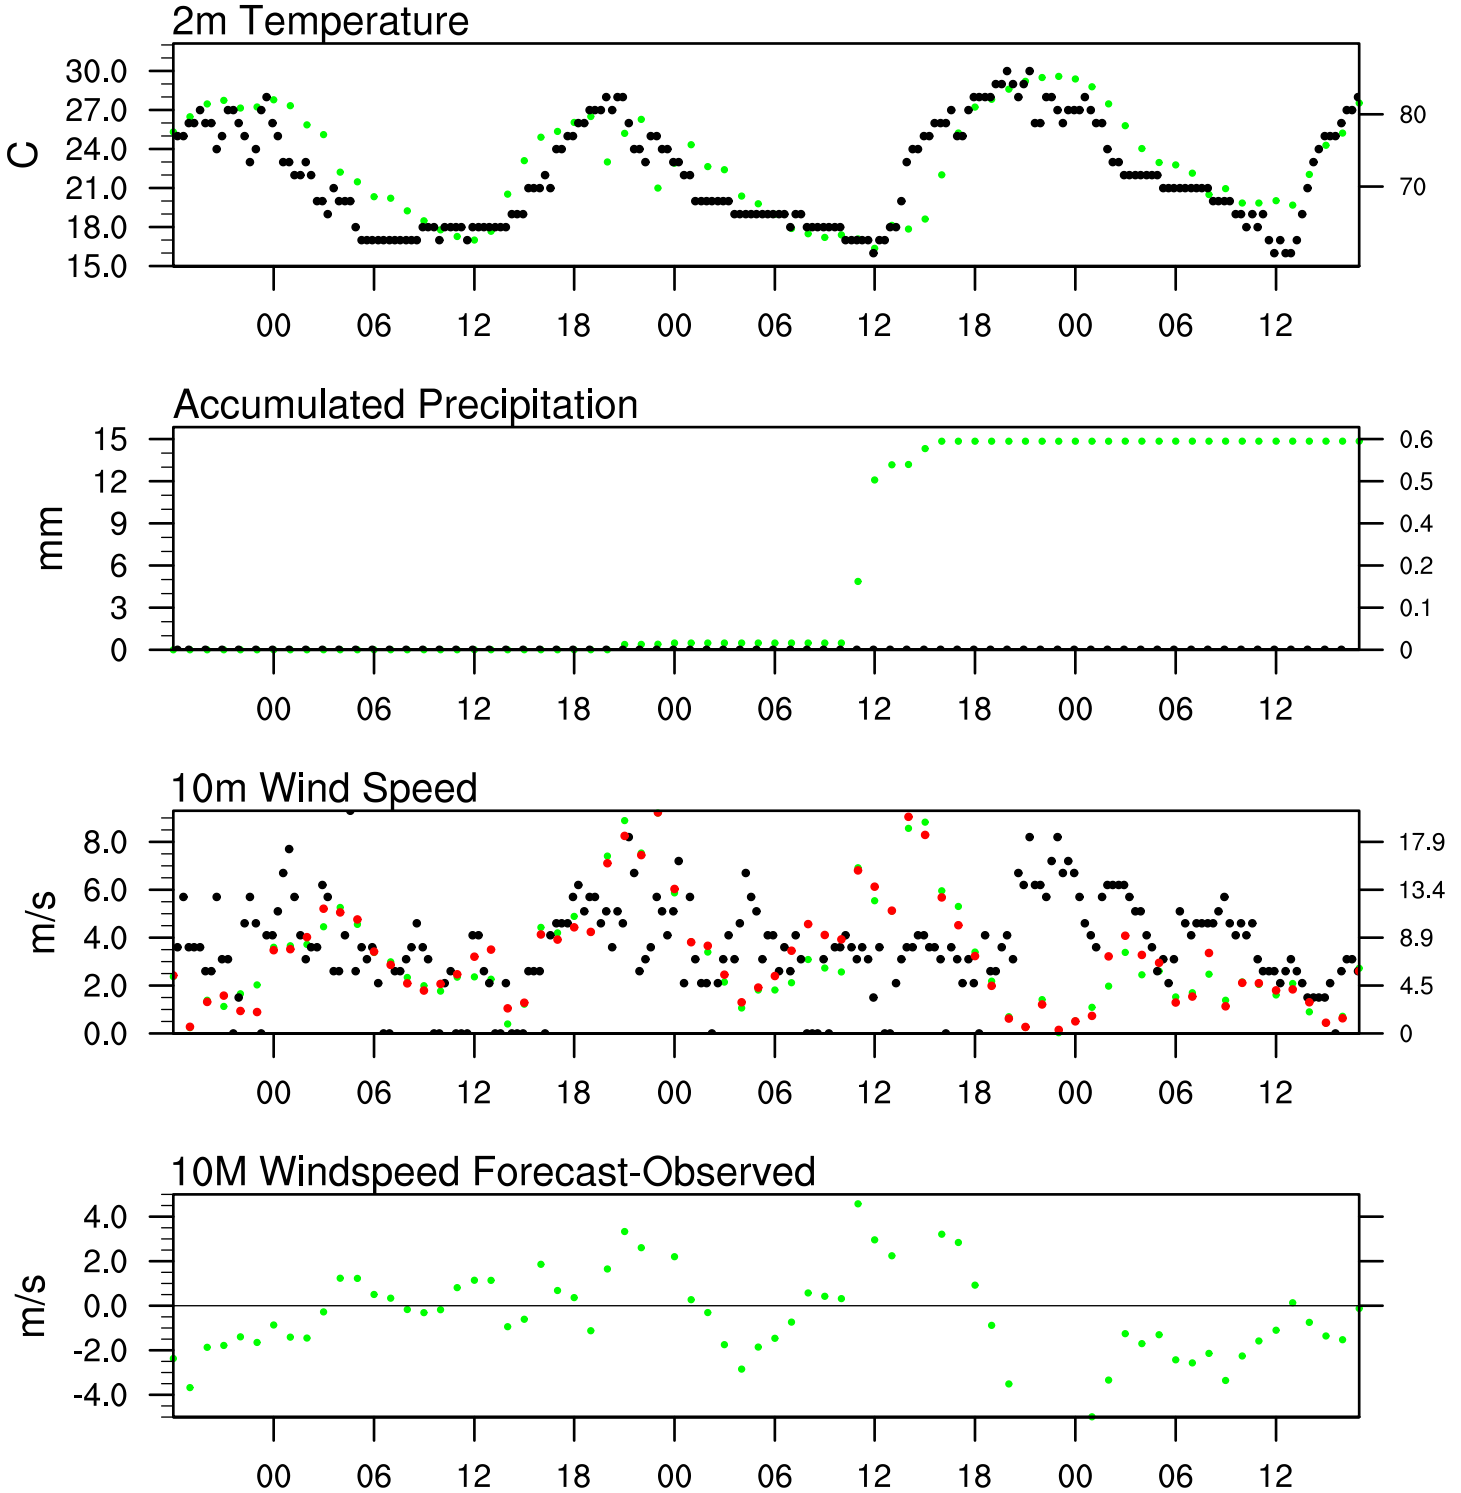 2m Temperature
30.0
27.0
24.0
21.0
18.0
15.0
C
80
70
00 06 12 18 00 06 12 18 00 06 12
Accumulated Precipitation
15
12
9
6
3
0
mm
0.6
0.5
0.4
0.2
0.1
0
00 06 12 18 00 06 12 18 00 06 12
10m Wind Speed
8.0
6.0
4.0
2.0
0.0
m/s
17.9
13.4
8.9
4.5
0
00 06 12 18 00 06 12 18 00 06 12
10M Windspeed Forecast-Observed
4.0
2.0
0.0
-2.0
-4.0
m/s
00 06 12 18 00 06 12 18 00 06 12